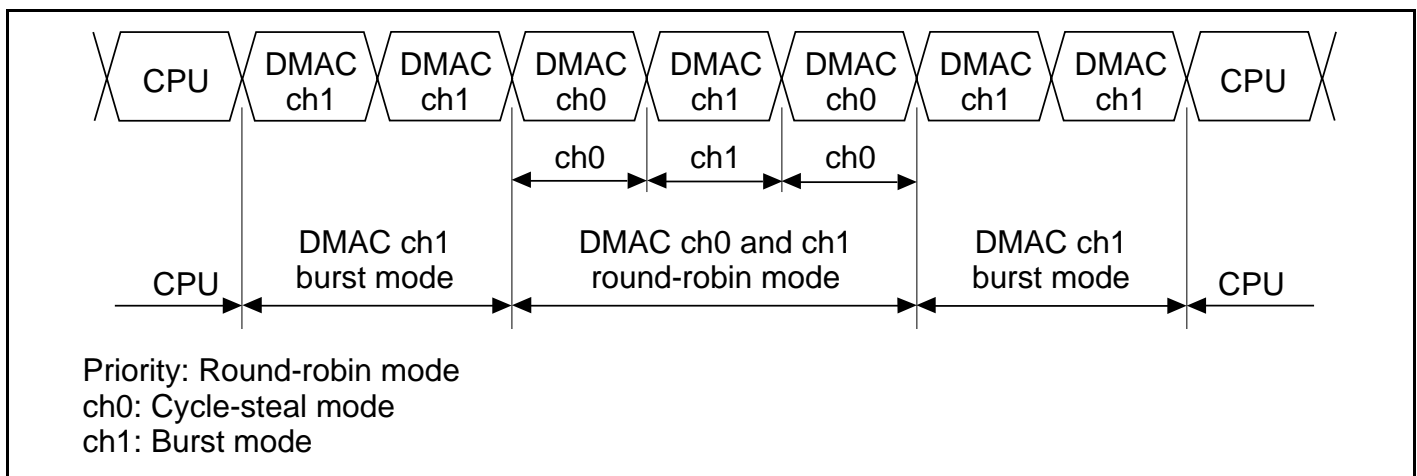 CPU
DMAC
ch1
DMAC
ch1
DMAC
ch0
DMAC
ch1
DMAC
ch0
DMAC
ch1
DMAC
ch1
CPU
ch0
ch1
ch0
CPU
DMAC ch1
burst mode
DMAC ch0 and ch1
round-robin mode
DMAC ch1
burst mode
CPU
Priority: Round-robin mode
ch0: Cycle-steal mode
ch1: Burst mode